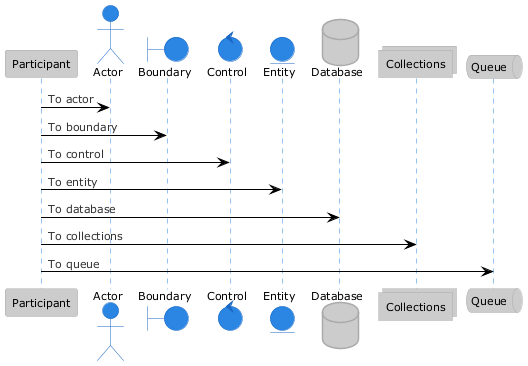 Participant Actor Boundary Control Entity Database Collections Queue
To actor
To boundary
To control
To entity
To database
To collections
To queue
Participant Actor Boundary Control Entity Database Collections Queue